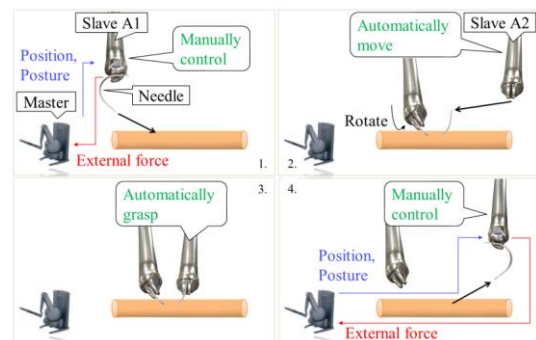 Slave A1
Manually
control
Position,
Posture
Master
Needle
External force
1.
Automatically
move
Slave A2
Rotate
2.
3.
Automatically
grasp
4.
Manually
control
Position,
Posture
External force